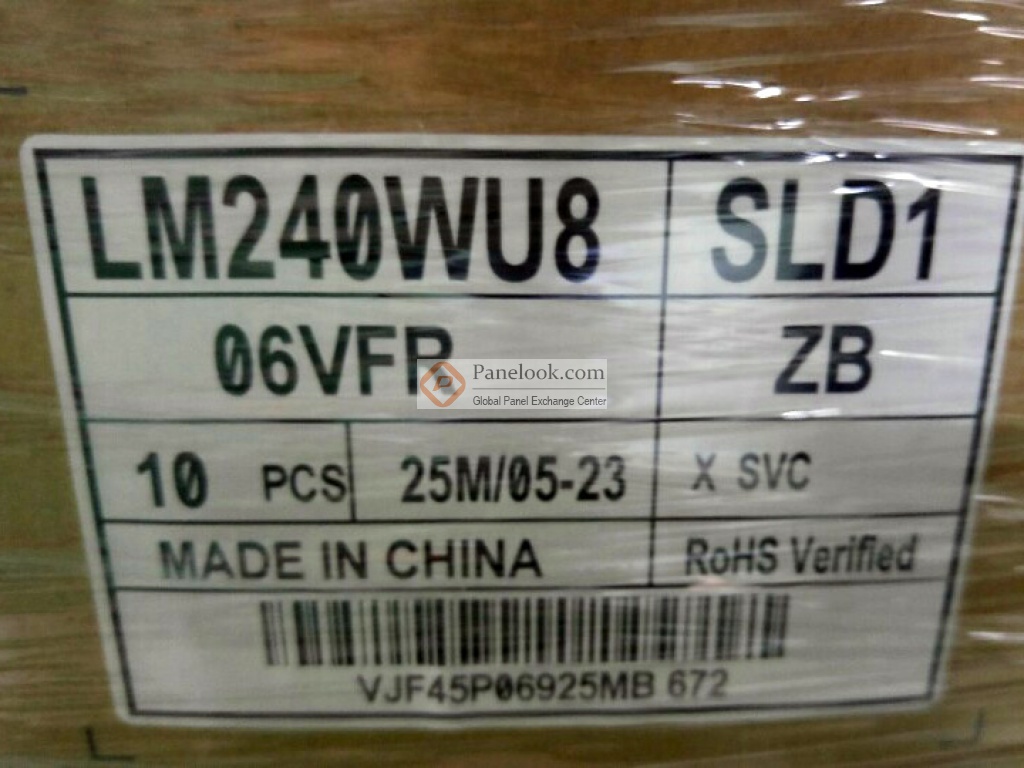 LM240WU8 SLD1
06VFR ZB
Panelook.com
Global Panel Exchange Center
10 PCS 25M/05-23 X SVC
MADE IN CHINA RoHS Verified
VJF45P06925MB 672